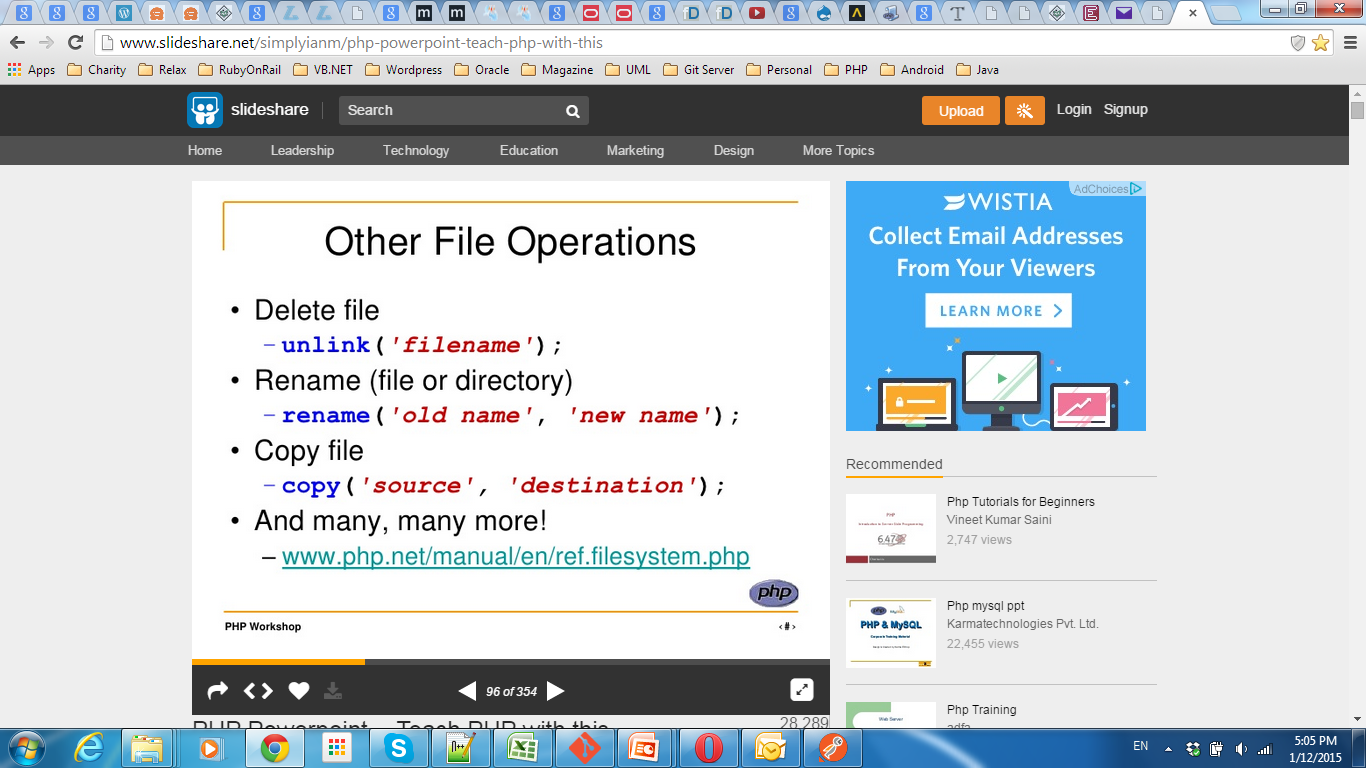 www.slideshare.net/simplyianm/php-powerpoint-teach-php-with-this
Apps Charity Relax RubyOnRail VB.NET Wordpress Oracle Magazine UML Git Server Personal PHP Android Java
slideshare Search Upload Login Signup
Home Leadership Technology Education Marketing Design More Topics
Other File Operations
• Delete file
– unlink('filename');
• Rename (file or directory)
– rename('old name', 'new name');
• Copy file
– copy('source', 'destination');
• And many, many more!
– www.php.net/manual/en/ref.filesystem.php
php
PHP Workshop ‹#›
96 of 354
28,289
AdChoices
WISTIA
Collect Email Addresses
From Your Viewers
LEARN MORE
Recommended
Php Tutorials for Beginners
Vineet Kumar Saini
2,747 views
PHP
Php mysql ppt
Karmatechnologies Pvt. Ltd.
22,455 views
PHP & MySQL
Php Training
Web Server
EN
5:05 PM
1/12/2015